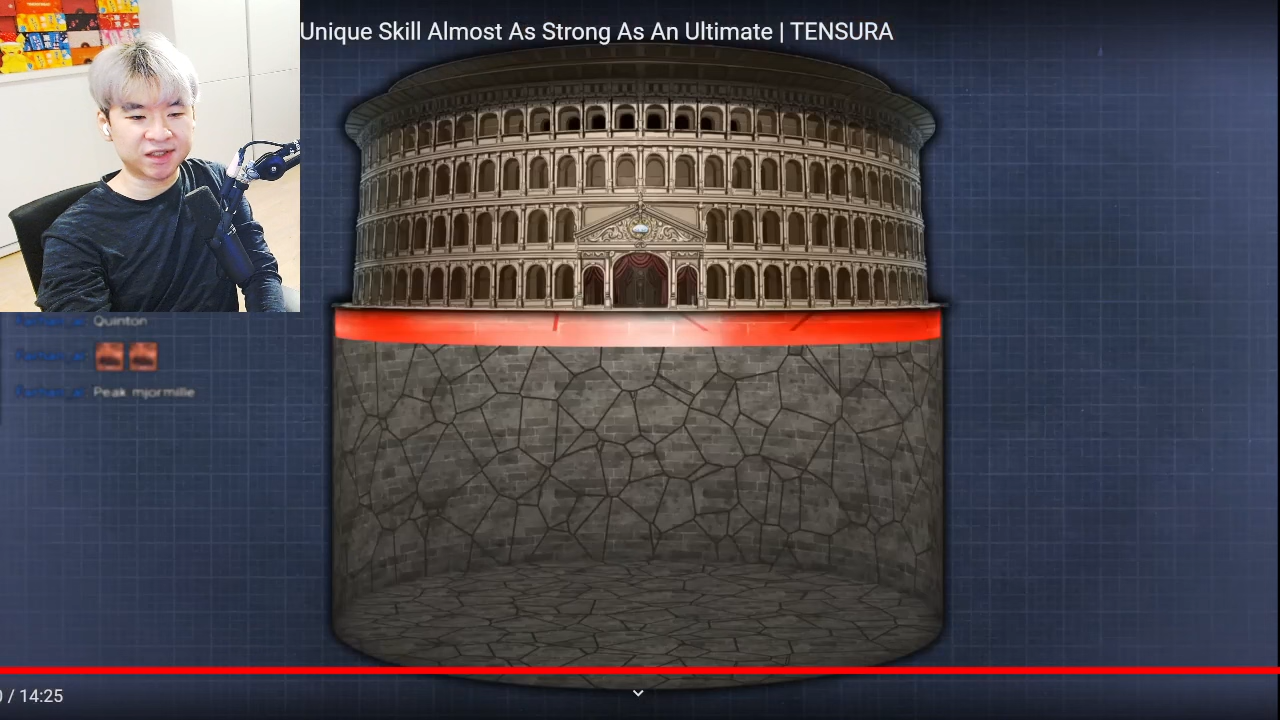 Unique Skill Almost As Strong As An Ultimate | TENSURA
Quinton
Peak mjormille
/ 14:25